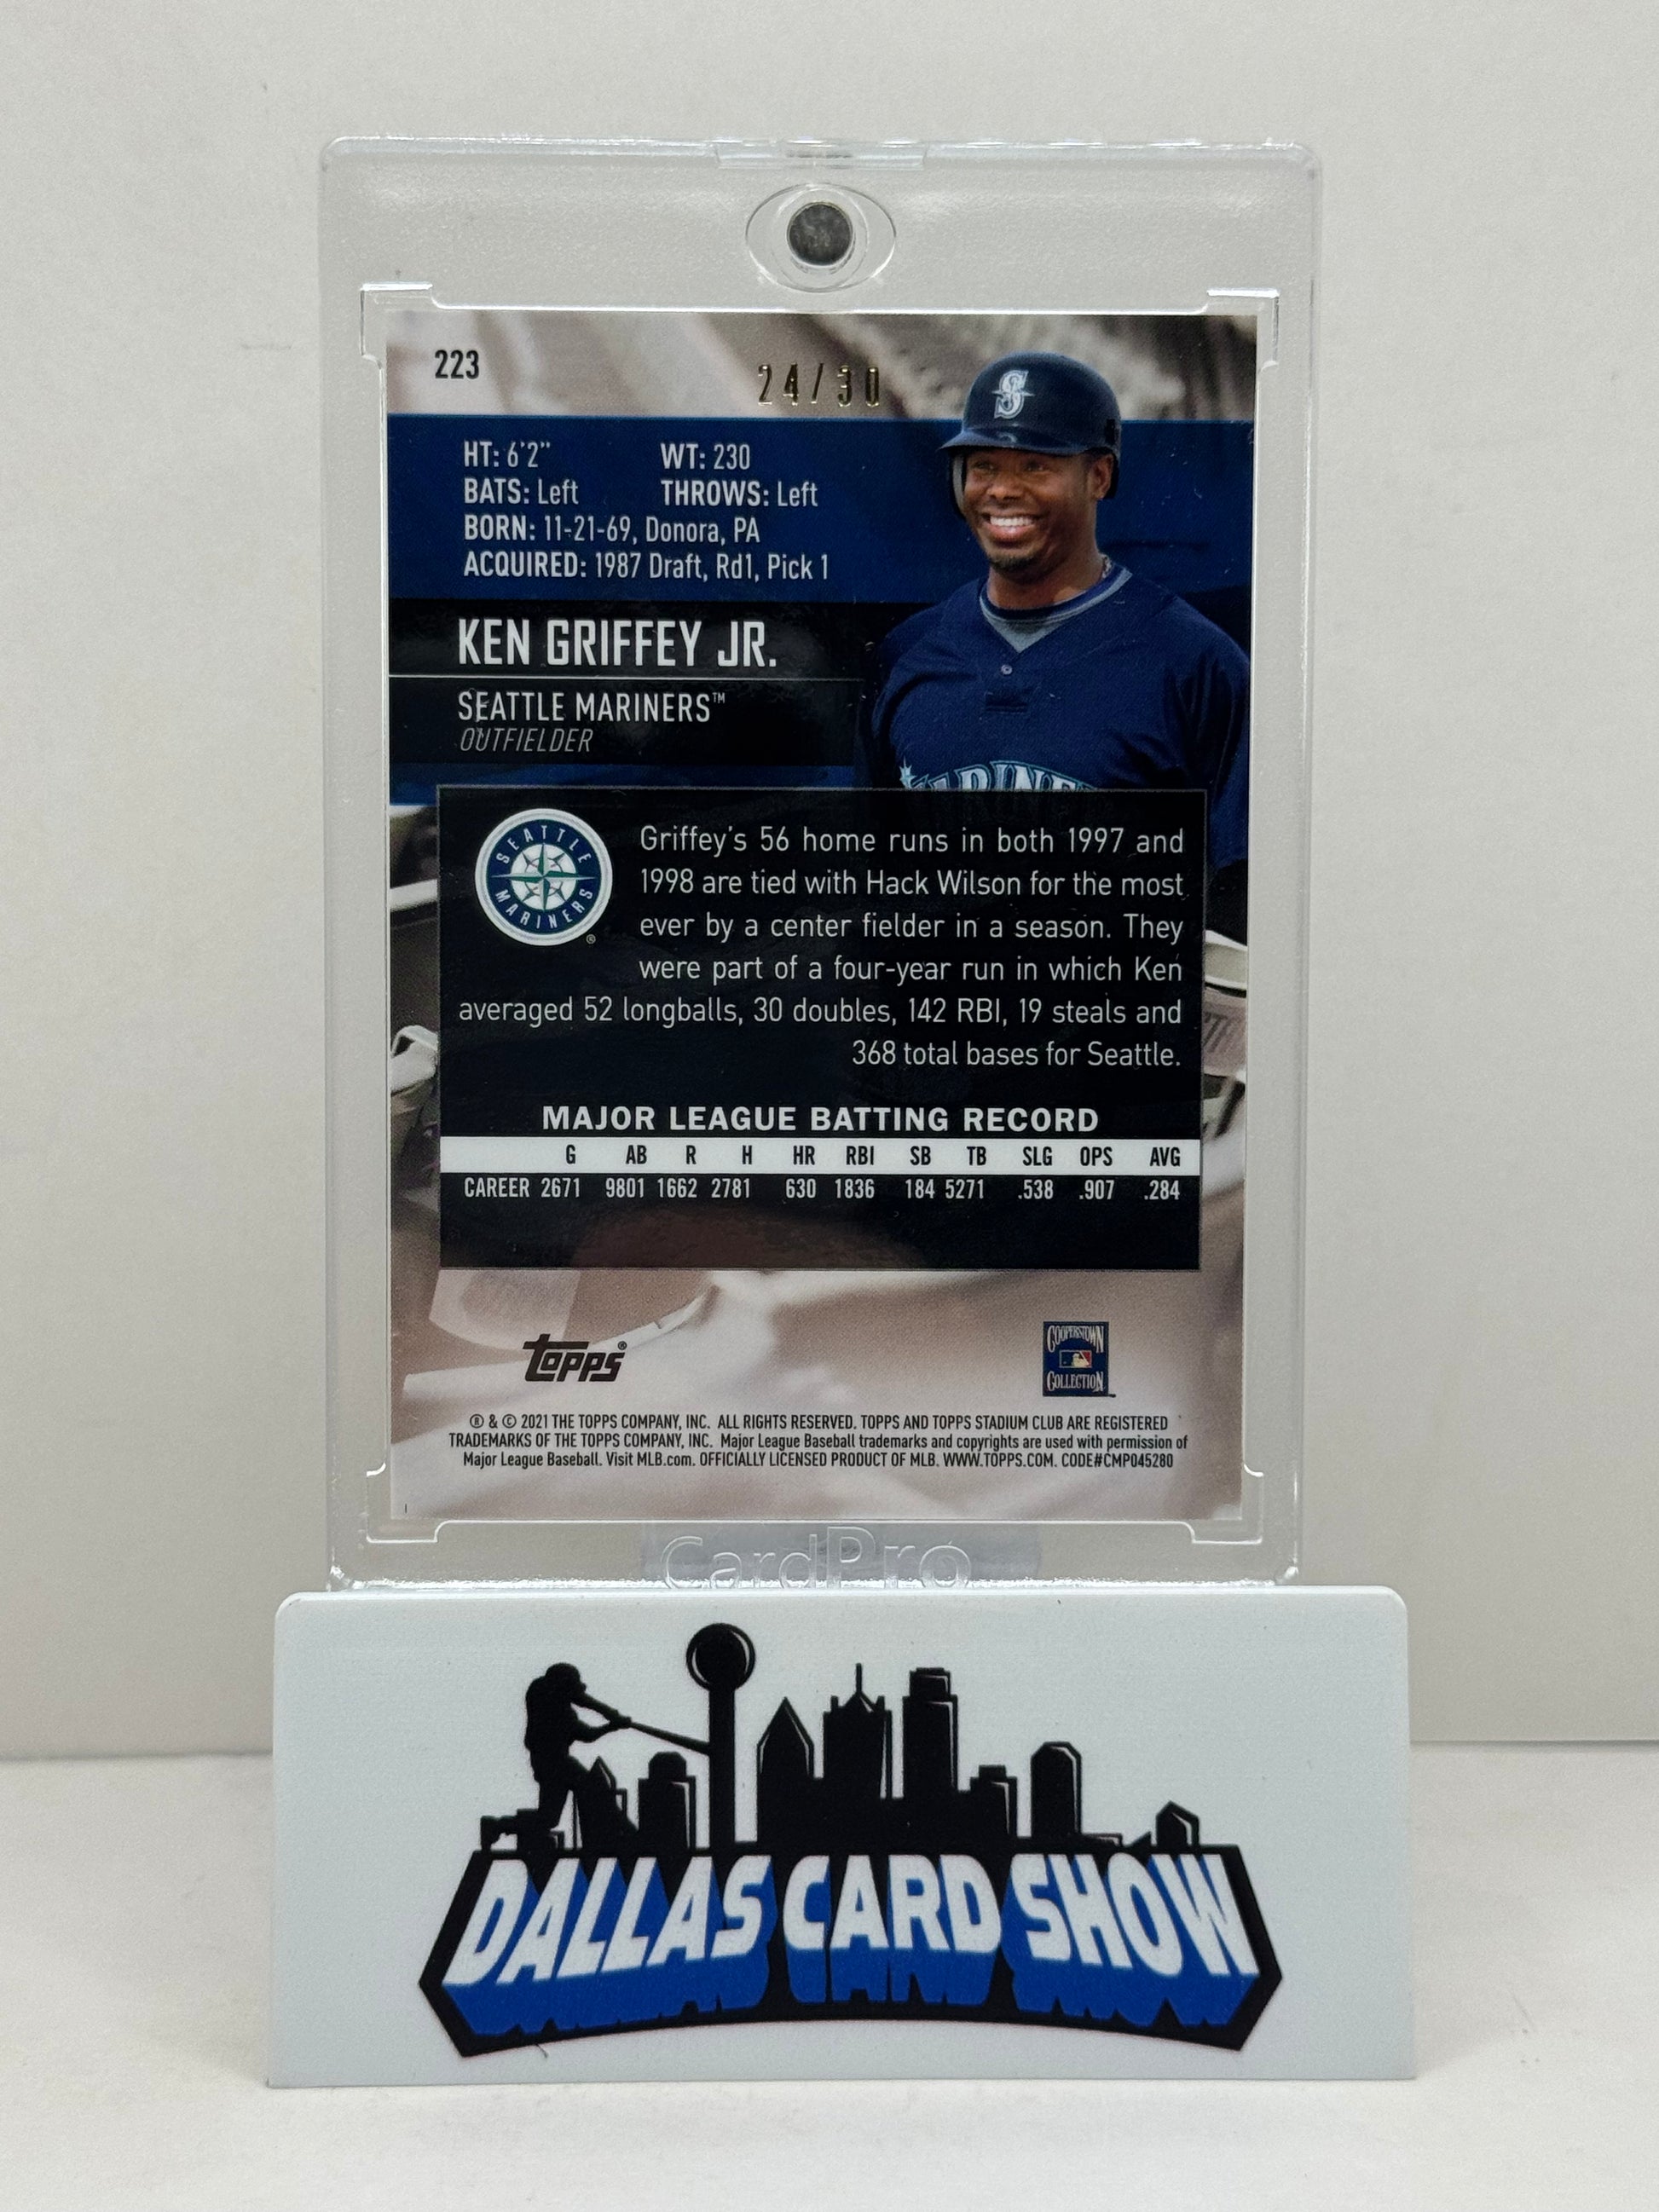 223
24/30
S
HT: 6'2" WT: 230
BATS: Left THROWS: Left
BORN: 11-21-69, Donora, PA
ACQUIRED: 1987 Draft, Rd1, Pick 1
KEN GRIFFEY JR.
SEATTLE MARINERS™
OUTFIELDER
SEATTLE MARINERS ®
Griffey's 56 home runs in both 1997 and
1998 are tied with Hack Wilson for the most
ever by a center fielder in a season. They
were part of a four-year run in which Ken
averaged 52 longballs, 30 doubles, 142 RBI, 19 steals and
368 total bases for Seattle.
MAJOR LEAGUE BATTING RECORD
G AB R H HR RBI SB TB SLG OPS AVG
CAREER 2671 9801 1662 2781 630 1836 184 5271 .538 .907 .284
Topps®
COOPERSTOWN
COLLECTION
® & © 2021 THE TOPPS COMPANY, INC. ALL RIGHTS RESERVED. TOPPS AND TOPPS STADIUM CLUB ARE REGISTERED
TRADEMARKS OF THE TOPPS COMPANY, INC. Major League Baseball trademarks and copyrights are used with permission of
Major League Baseball. Visit MLB.com. OFFICIALLY LICENSED PRODUCT OF MLB. WWW.TOPPS.COM. CODE#CMP045280
CardPro
DALLAS CARD SHOW